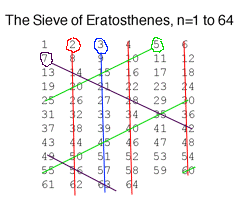 The Sieve of Eratosthenes, n=1 to 64
1 2 3 4 5 6
7 8 9 10 11 12
13 14 15 16 17 18
19 20 21 22 23 24
25 26 27 28 29 30
31 32 33 34 35 36
37 38 39 40 41 42
43 44 45 46 47 48
49 50 51 52 53 54
55 56 57 58 59 60
61 62 63 64